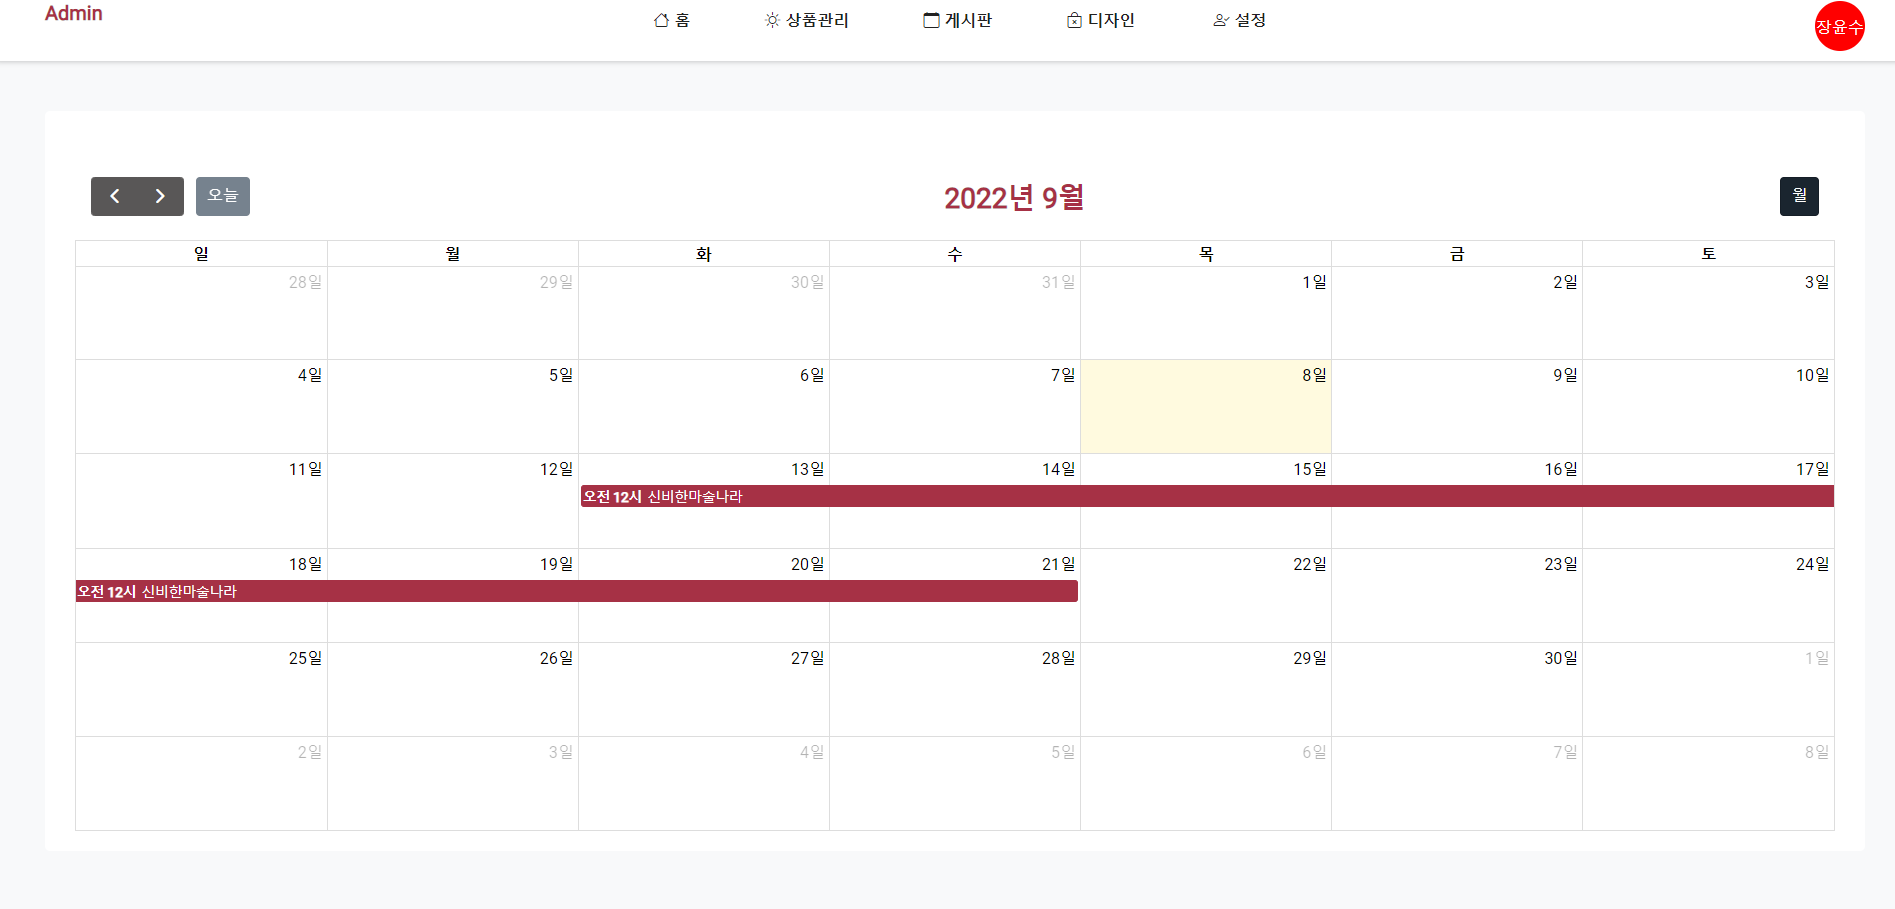 Admin
홈 상품관리 게시판 디자인 설정
장윤수
오늘
2022년 9월
월
일 월 화 수 목 금 토
28일 29일 30일 31일 1일 2일 3일
4일 5일 6일 7일 8일 9일 10일
11일 12일 13일 14일 15일 16일 17일
오전 12시 신비한마술나라
18일 19일 20일 21일 22일 23일 24일
오전 12시 신비한마술나라
25일 26일 27일 28일 29일 30일 1일
2일 3일 4일 5일 6일 7일 8일